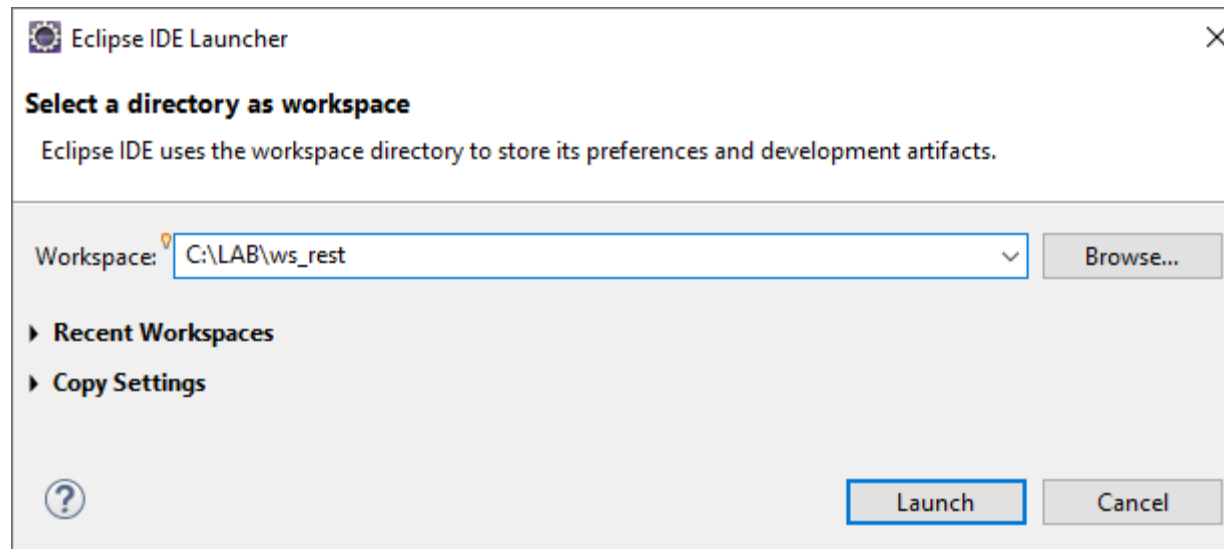 Eclipse IDE Launcher
Select a directory as workspace
Eclipse IDE uses the workspace directory to store its preferences and development artifacts.
Workspace: C:\LAB\ws_rest Browse...
Recent Workspaces
Copy Settings
? Launch Cancel